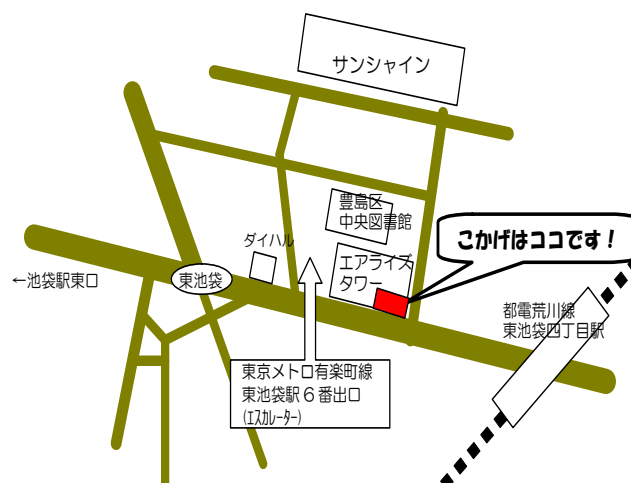 サンシャイン
豊島区
中央図書館
こかげはココです！
ダイハル
エアライズ
タワー
←池袋駅東口
東池袋
都電荒川線
東池袋四丁目駅
東京メトロ有楽町線
東池袋駅６番出口
(ｴｽｶﾚｰﾀｰ)